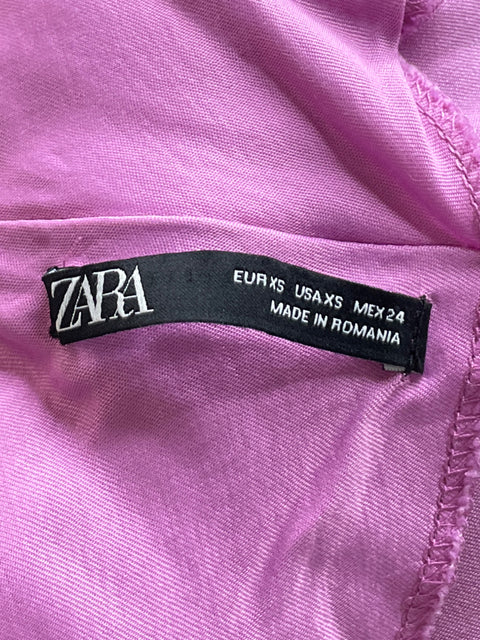 ZARA
EUR XS USA XS MEX 24
MADE IN ROMANIA